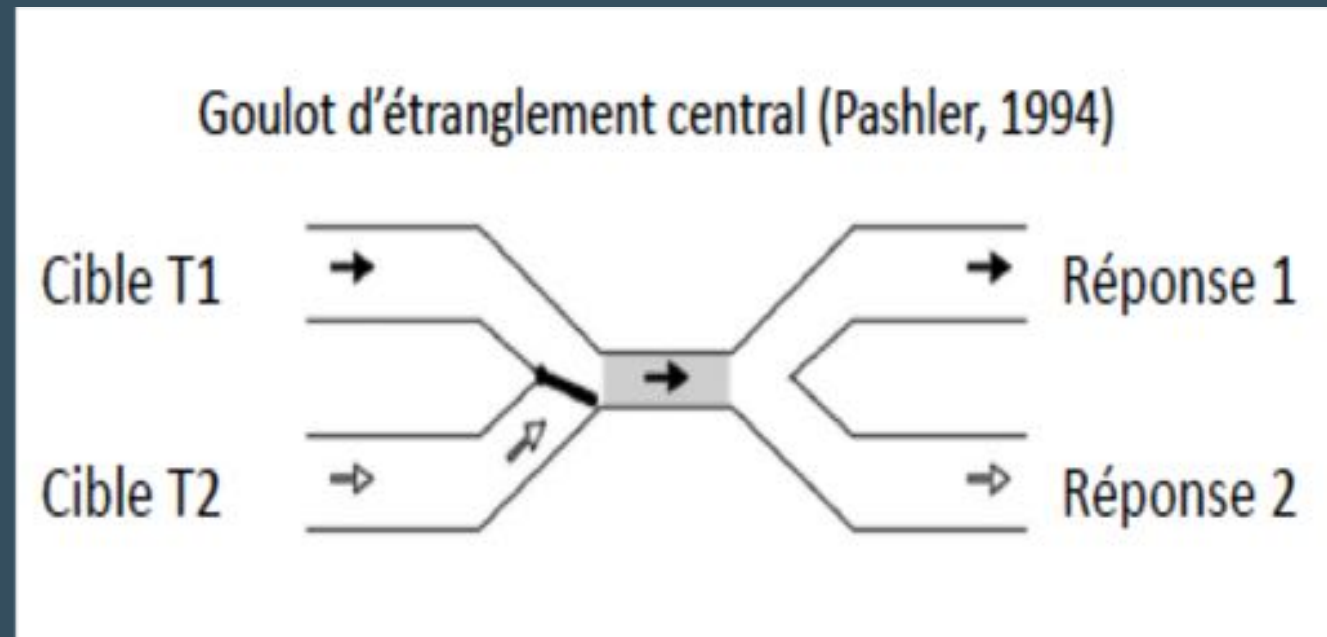 Goulot d'étranglement central (Pashler, 1994)
Cible T1
Réponse 1
Cible T2
Réponse 2